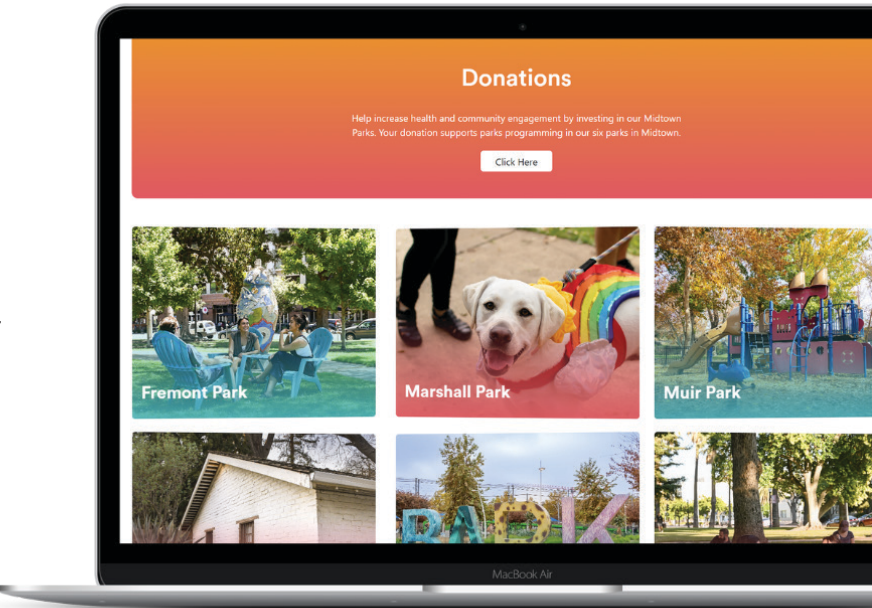 Donations
Help increase health and community engagement by investing in our Midtown
Parks. Your donation supports parks programming in our six parks in Midtown.
Click Here
Fremont Park
Marshall Park
Muir Park
PARK
MacBook Air